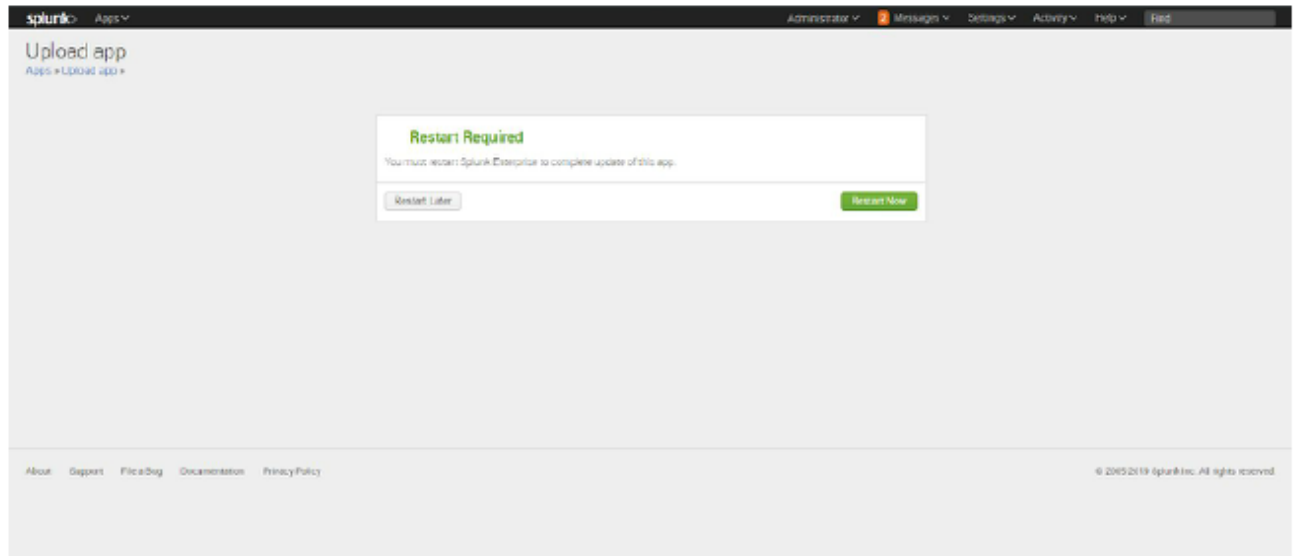 splunk> Apps Administrator 2 Messages Settings Activity Help Find
Upload app
Apps » Upload app »
Restart Required
You must restart Splunk Enterprise to complete update of this app.
Restart Later Restart Now
About Support File a Bug Documentation Privacy Policy © 2005-2019 Splunk Inc. All rights reserved.